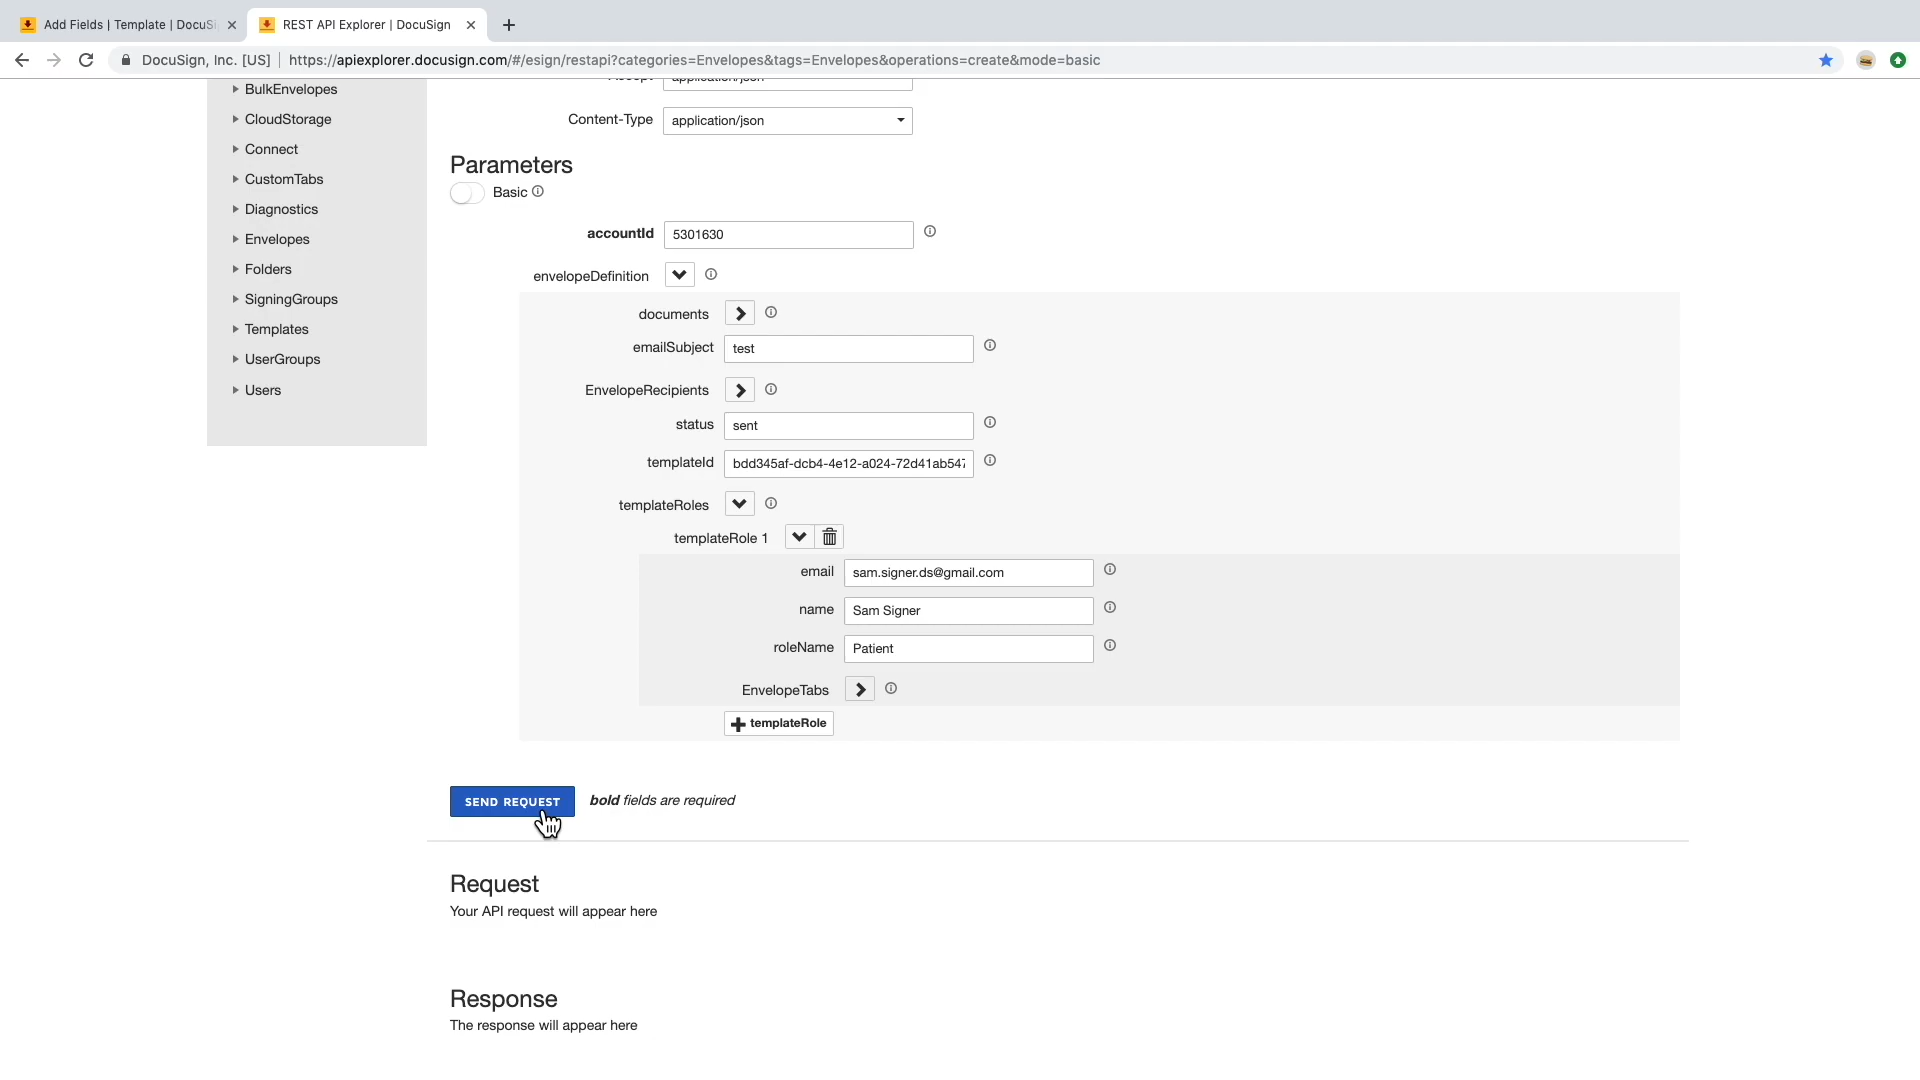 Add Fields | Template | DocuSi
REST API Explorer | DocuSign
DocuSign, Inc. [US]
https://apiexplorer.docusign.com/#/esign/restapi?categories=Envelopes&tags=Envelopes&operations=create&mode=basic
BulkEnvelopes
CloudStorage
Connect
CustomTabs
Diagnostics
Envelopes
Folders
SigningGroups
Templates
UserGroups
Users
Accept application/json
Content-Type application/json
Parameters
Basic
accountId 5301630
envelopeDefinition
documents
emailSubject test
EnvelopeRecipients
status sent
templateId bdd345af-dcb4-4e12-a024-72d41ab547
templateRoles
templateRole 1
email sam.signer.ds@gmail.com
name Sam Signer
roleName Patient
EnvelopeTabs
templateRole
SEND REQUEST bold fields are required
Request
Your API request will appear here
Response
The response will appear here